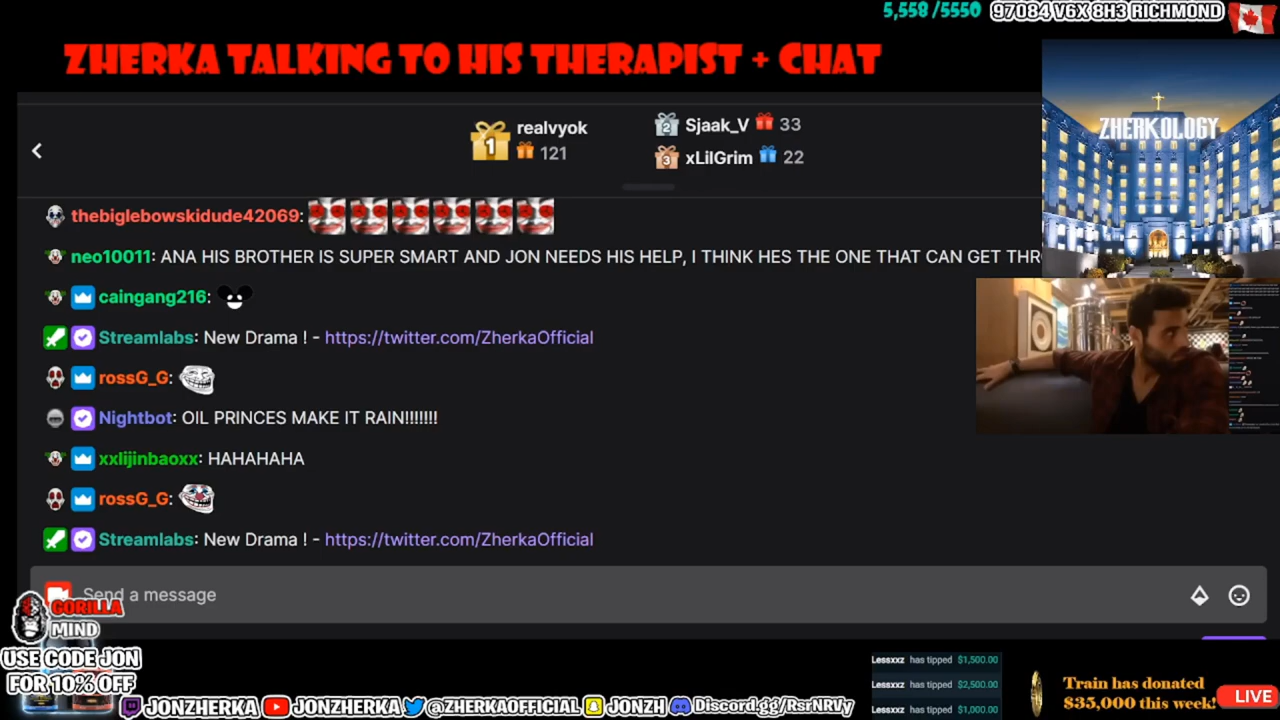 5,558 /5550
97084 V6X 8H3 RICHMOND
ZHERKA TALKING TO HIS THERAPIST + CHAT
1 realvyok 121
2 Sjaak_V 33
3 xLilGrim 22
ZHERKOLOGY
thebiglebowskidude42069:
neo10011: ANA HIS BROTHER IS SUPER SMART AND JON NEEDS HIS HELP, I THINK HES THE ONE THAT CAN GET THR
caingang216:
Streamlabs: New Drama ! - https://twitter.com/ZherkaOfficial
rossG_G:
Nightbot: OIL PRINCES MAKE IT RAIN!!!!!!!
xxlijinbaoxx: HAHAHAHA
rossG_G:
Streamlabs: New Drama ! - https://twitter.com/ZherkaOfficial
Send a message
GORILLA
MIND
USE CODE JON
FOR 10% OFF
JONZHERKA JONZHERKA @ZHERKAOFFICIAL JONZH Discord.gg/RsrNRVy
Lessxxz has tipped $1,500.00
Lessxxz has tipped $2,500.00
Lessxxz has tipped $1,000.00
Train has donated
$35,000 this week!
LIVE